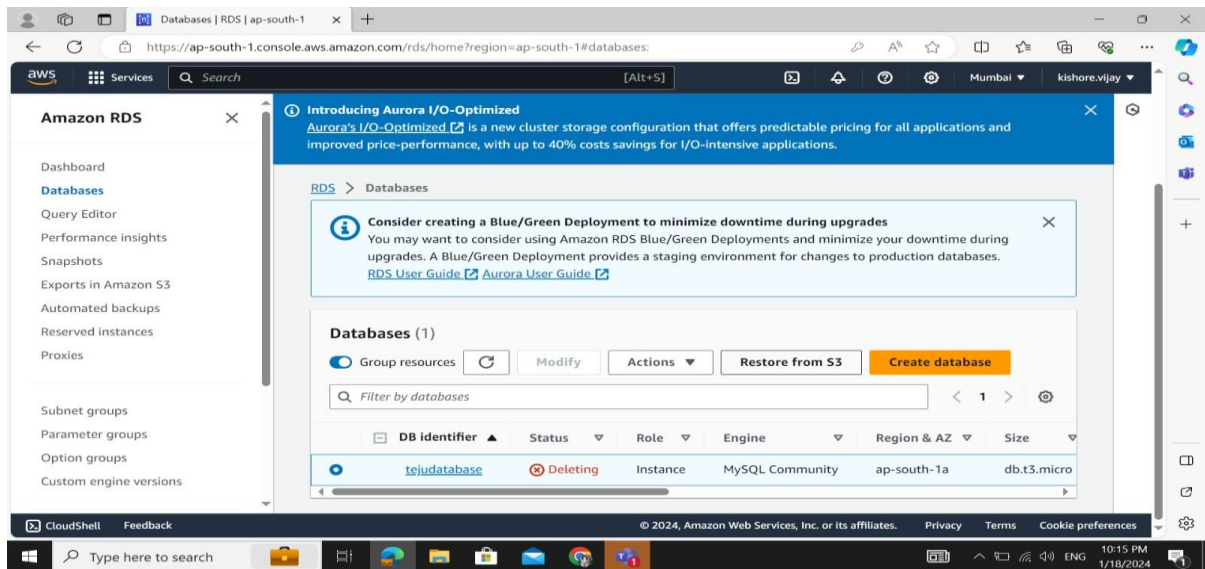 Databases | RDS | ap-south-1
https://ap-south-1.console.aws.amazon.com/rds/home?region=ap-south-1#databases:
aws Services Search [Alt+S] Mumbai kishore.vijay
Amazon RDS
Dashboard
Databases
Query Editor
Performance insights
Snapshots
Exports in Amazon S3
Automated backups
Reserved instances
Proxies
Subnet groups
Parameter groups
Option groups
Custom engine versions
Introducing Aurora I/O-Optimized
Aurora's I/O-Optimized is a new cluster storage configuration that offers predictable pricing for all applications and
improved price-performance, with up to 40% costs savings for I/O-intensive applications.
RDS > Databases
Consider creating a Blue/Green Deployment to minimize downtime during upgrades
You may want to consider using Amazon RDS Blue/Green Deployments and minimize your downtime during
upgrades. A Blue/Green Deployment provides a staging environment for changes to production databases.
RDS User Guide Aurora User Guide
Databases (1)
Group resources Modify Actions Restore from S3 Create database
Filter by databases 1
DB identifier Status Role Engine Region & AZ Size
tejudatabase Deleting Instance MySQL Community ap-south-1a db.t3.micro
CloudShell Feedback © 2024, Amazon Web Services, Inc. or its affiliates. Privacy Terms Cookie preferences
Type here to search ENG 10:15 PM
1/18/2024